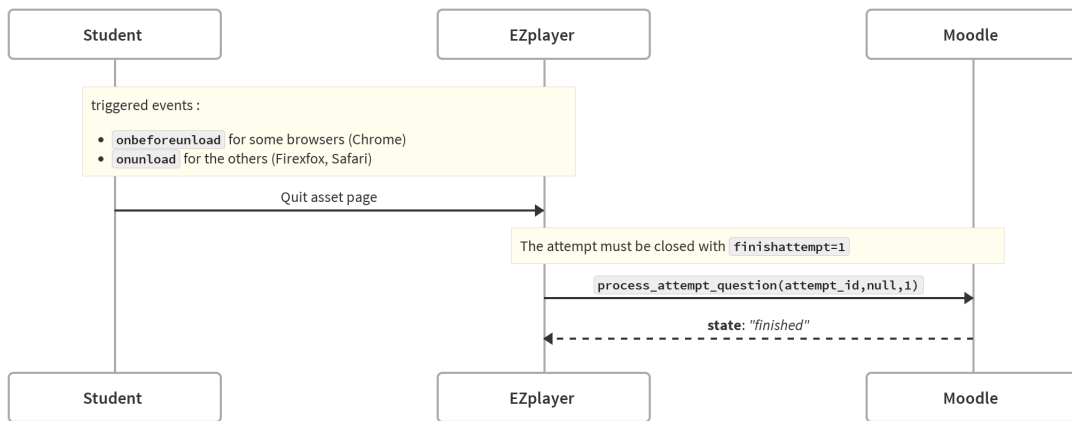 Student EZplayer Moodle
triggered events :
• onbeforeunload for some browsers (Chrome)
• onunload for the others (Firexfox, Safari)
Quit asset page
The attempt must be closed with finishattempt=1
process_attempt_question(attempt_id,null,1)
state: "finished"
Student EZplayer Moodle